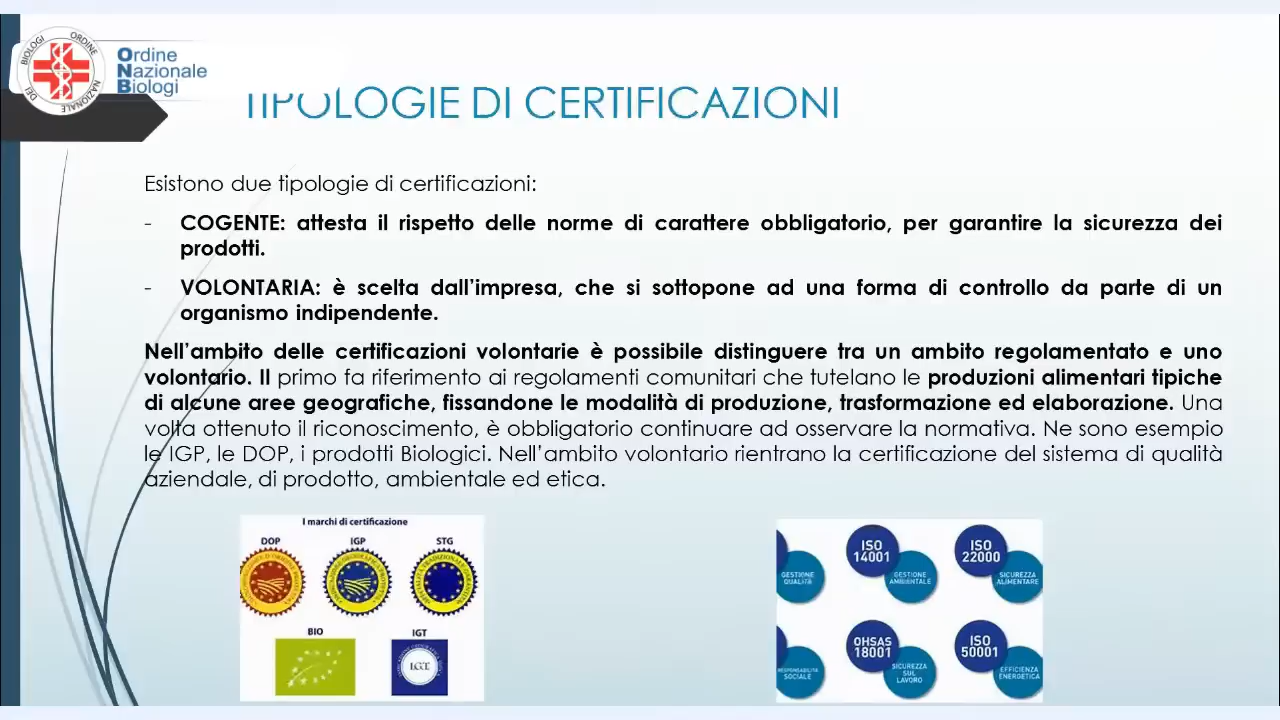 BIOLOGI ORDINE NAZIONALE DEI
Ordine
Nazionale
Biologi
TIPOLOGIE DI CERTIFICAZIONI
Esistono due tipologie di certificazioni:
- COGENTE: attesta il rispetto delle norme di carattere obbligatorio, per garantire la sicurezza dei
prodotti.
- VOLONTARIA: è scelta dall’impresa, che si sottopone ad una forma di controllo da parte di un
organismo indipendente.
Nell’ambito delle certificazioni volontarie è possibile distinguere tra un ambito regolamentato e uno
volontario. Il primo fa riferimento ai regolamenti comunitari che tutelano le produzioni alimentari tipiche
di alcune aree geografiche, fissandone le modalità di produzione, trasformazione ed elaborazione. Una
volta ottenuto il riconoscimento, è obbligatorio continuare ad osservare la normativa. Ne sono esempio
le IGP, le DOP, i prodotti Biologici. Nell’ambito volontario rientrano la certificazione del sistema di qualità
aziendale, di prodotto, ambientale ed etica.
I marchi di certificazione
DOP IGP STG
BIO IGT
I.G.T.
ISO
14001
ISO
22000
GESTIONE
QUALITÀ
GESTIONE
AMBIENTALE
SICUREZZA
ALIMENTARE
OHSAS
18001
ISO
50001
RESPONSABILITÀ
SOCIALE
SICUREZZA
SUL
LAVORO
EFFICIENZA
ENERGETICA